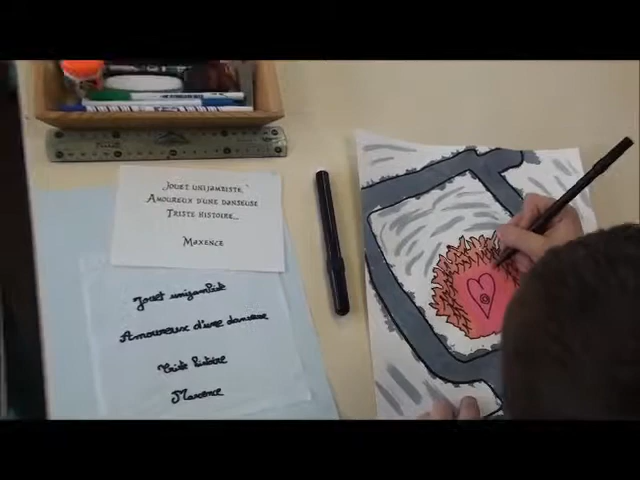 Jouet unijambiste
Amoureux d'une danseuse
Triste histoire...
Maxence
Jouet unijambiste
Amoureux d'une danseuse
Triste histoire
Maxence